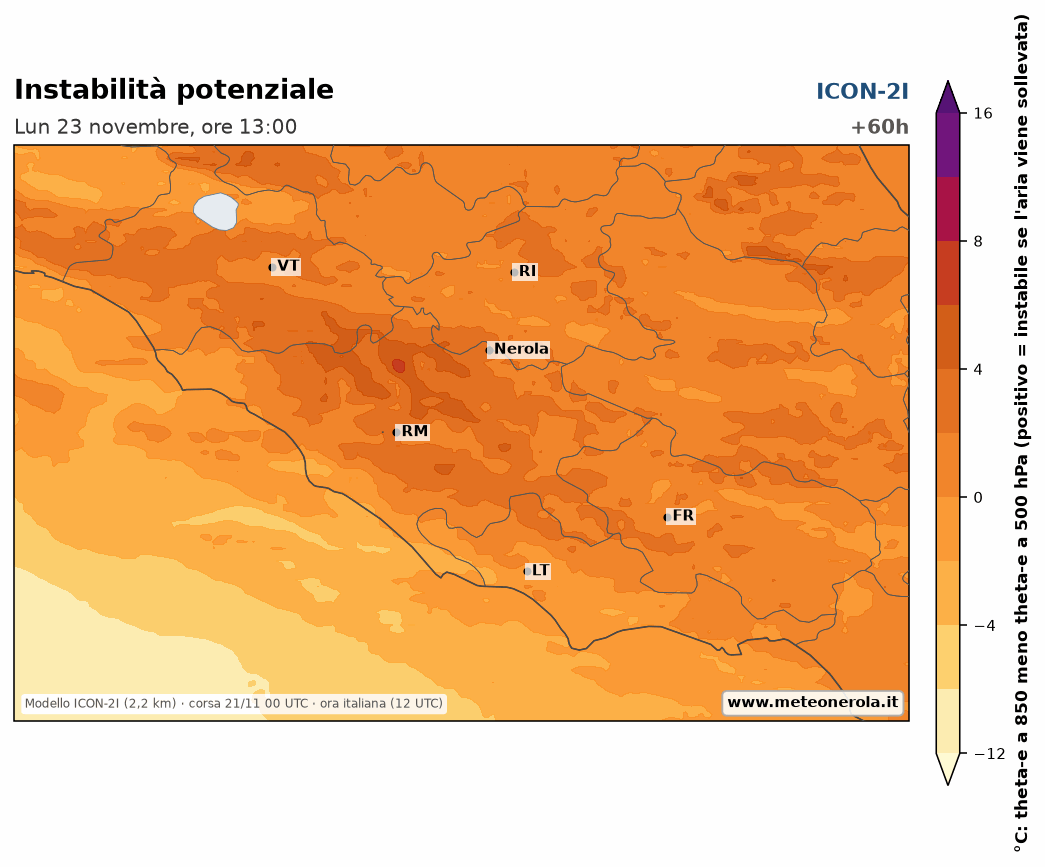 Instabilità potenziale
ICON-2I
Lun 23 novembre, ore 13:00
+60h
VT
RI
Nerola
RM
FR
LT
Modello ICON-2I (2,2 km) · corsa 21/11 00 UTC · ora italiana (12 UTC)
www.meteonerola.it
16
8
4
0
−4
−12
°C: theta-e a 850 meno theta-e a 500 hPa (positivo = instabile se l'aria viene sollevata)